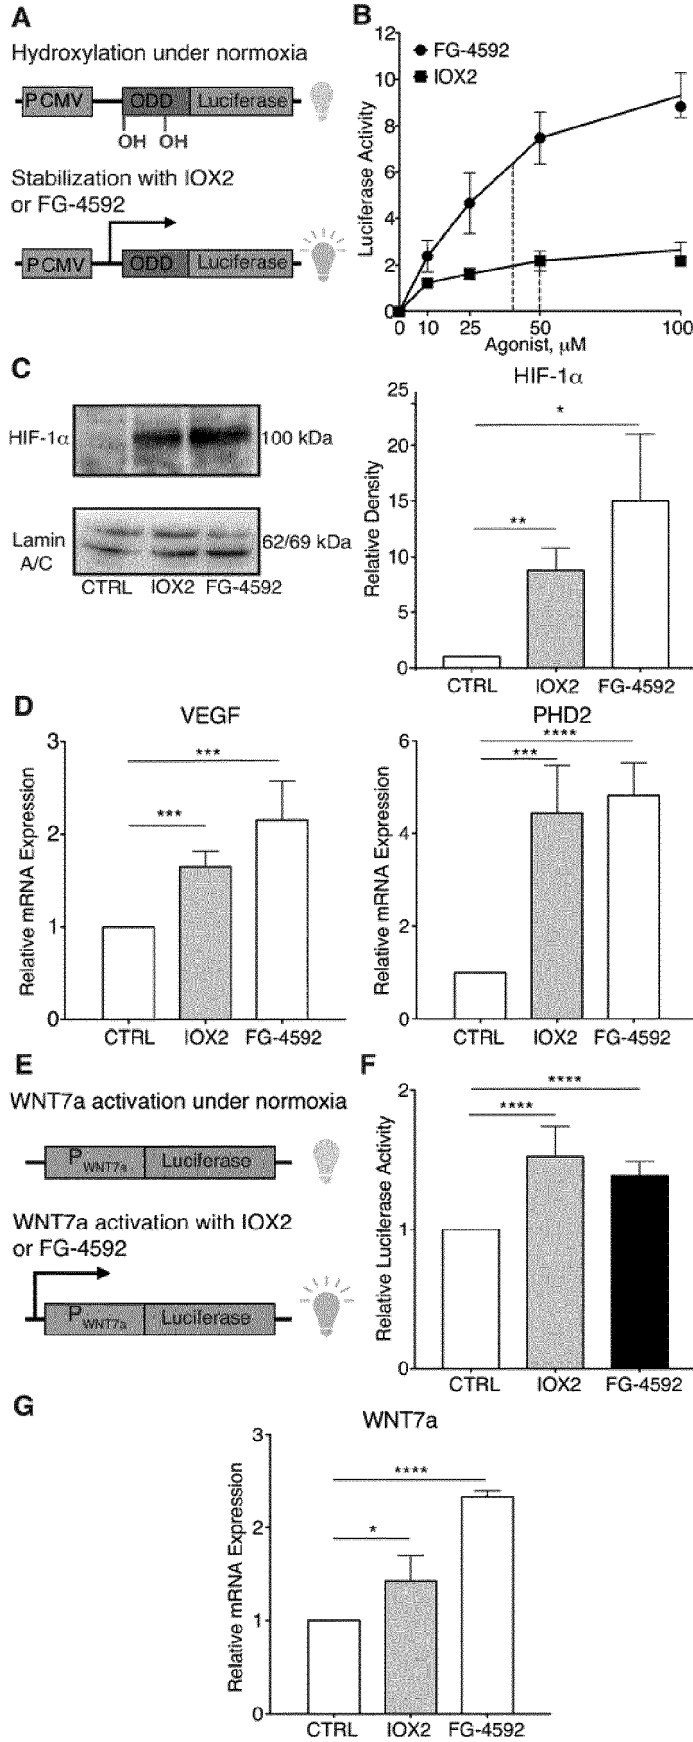 A
Hydroxylation under normoxia
PCMV ODD Luciferase
OH OH
Stabilization with IOX2
or FG-4592
PCMV ODD Luciferase
B
12
10
8
6
4
2
0
Luciferase Activity
FG-4592
IOX2
0 10 25 50 100
Agonist, μM
C
HIF-1α
100 kDa
Lamin
A/C
62/69 kDa
CTRL IOX2 FG-4592
HIF-1α
25
20
15
10
5
0
Relative Density
*
**
CTRL IOX2 FG-4592
D
VEGF
3
2
1
0
Relative mRNA Expression
***
***
CTRL IOX2 FG-4592
PHD2
6
4
2
0
Relative mRNA Expression
****
***
CTRL IOX2 FG-4592
E
WNT7a activation under normoxia
PWNT7a Luciferase
WNT7a activation with IOX2
or FG-4592
PWNT7a Luciferase
F
2
1
0
Relative Luciferase Activity
****
****
CTRL IOX2 FG-4592
G
WNT7a
3
2
1
0
Relative mRNA Expression
****
*
CTRL IOX2 FG-4592